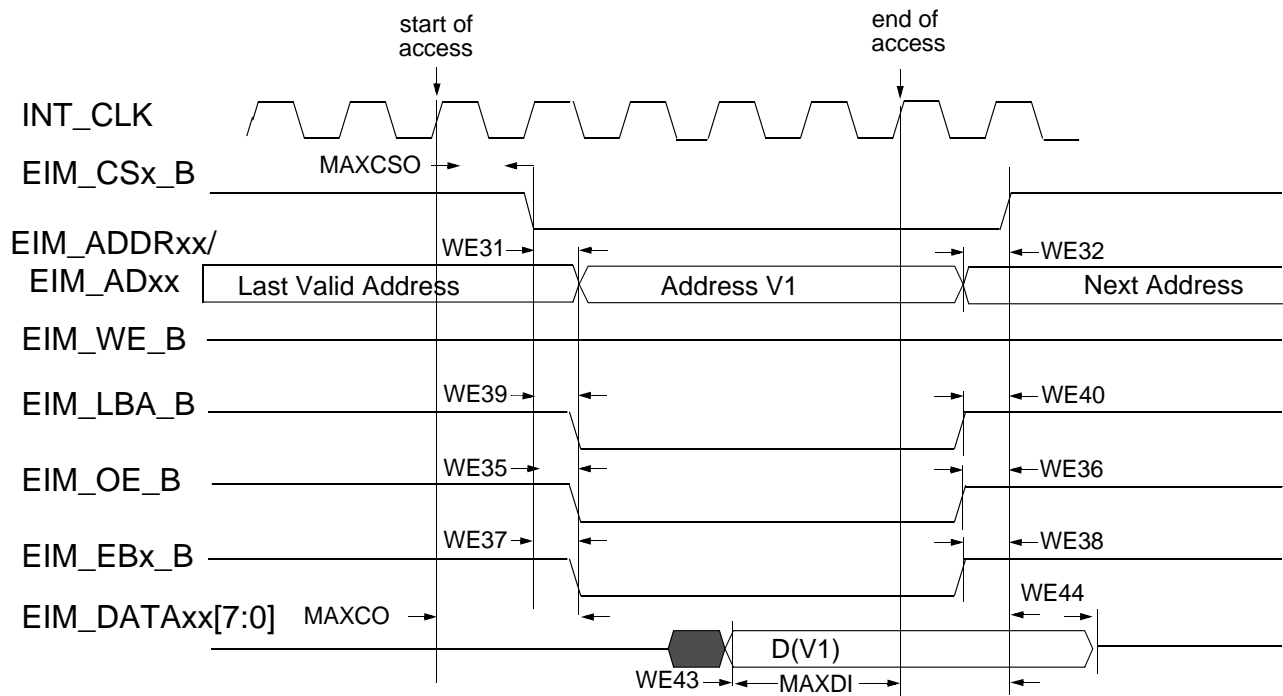 start of
access
end of
access
INT_CLK
MAXCSO
EIM_CSx_B
EIM_ADDRxx/
EIM_ADxx
WE31
WE32
Last Valid Address
Address V1
Next Address
EIM_WE_B
WE39
WE40
EIM_LBA_B
WE35
WE36
EIM_OE_B
WE37
WE38
EIM_EBx_B
WE44
EIM_DATAxx[7:0]
MAXCO
D(V1)
WE43
MAXDI